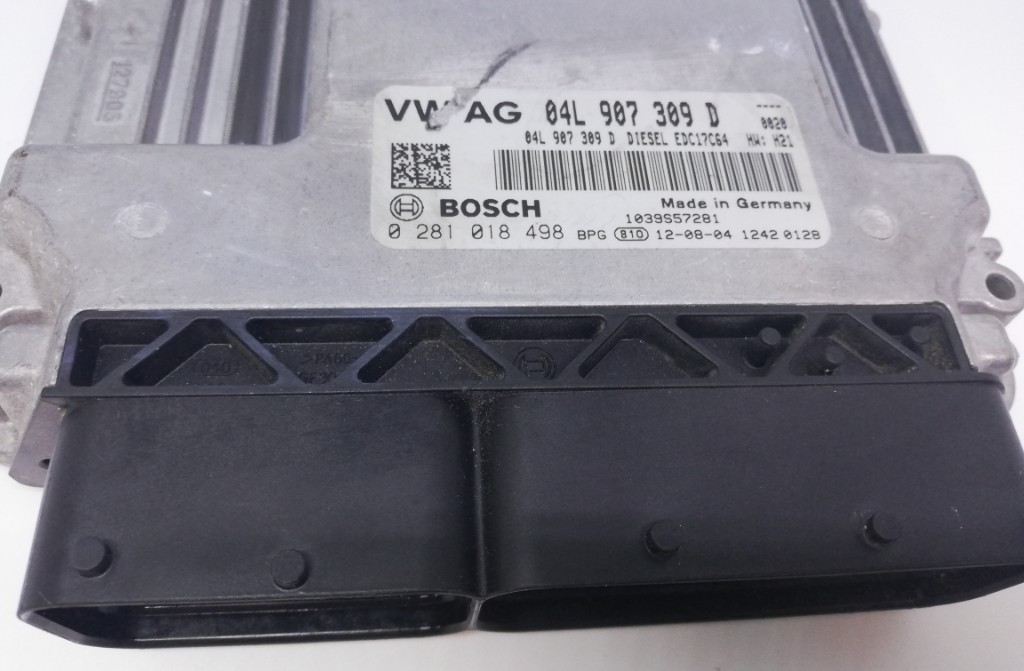 127A03
VW AG 04L 907 309 D ----
0020
04L 907 309 D DIESEL EDC17C64 HW: H21
BOSCH Made in Germany
1039S57281
0 281 018 498 BPG 810 12-08-04 1242 0128